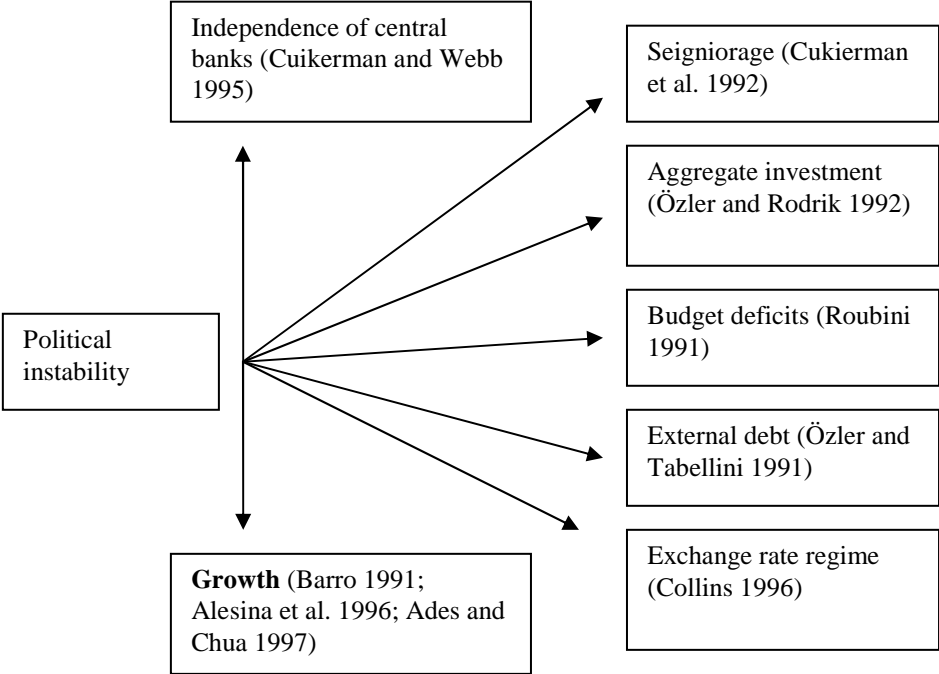 Independence of central
banks (Cuikerman and Webb
1995)
Seigniorage (Cukierman
et al. 1992)
Aggregate investment
(Özler and Rodrik 1992)
Political
instability
Budget deficits (Roubini
1991)
External debt (Özler and
Tabellini 1991)
Growth (Barro 1991;
Alesina et al. 1996; Ades and
Chua 1997)
Exchange rate regime
(Collins 1996)